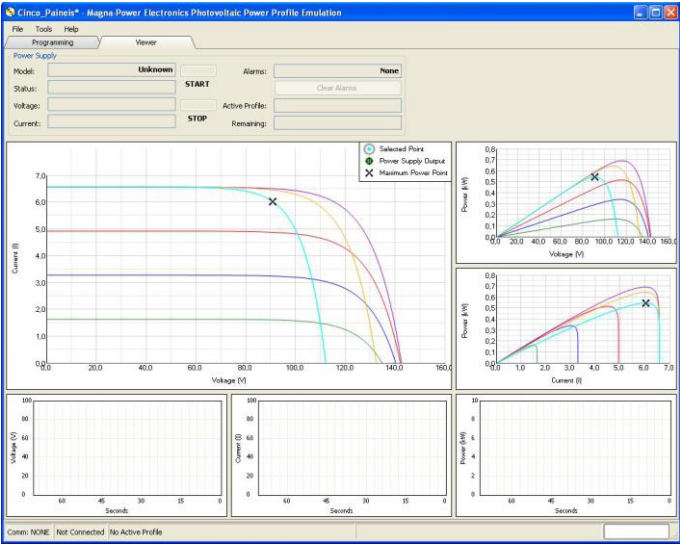 Cinco_Paineis* - Magna-Power Electronics Photovoltaic Power Profile Emulation
File Tools Help
Programming Viewer
Power Supply
Model: Unknown Alarms: None
START
Status: Clear Alarms
Voltage: Active Profile:
STOP
Current: Remaining:
Selected Point
Power Supply Output
Maximum Power Point
Current (I)
7,0
6,0
5,0
4,0
3,0
2,0
1,0
0,0
0,0 20,0 40,0 60,0 80,0 100,0 120,0 140,0 160,0
Voltage (V)
Power (kW)
0,8
0,7
0,6
0,5
0,4
0,3
0,2
0,1
0,0
0,0 20,0 40,0 60,0 80,0 100,0 120,0 140,0 160,0
Voltage (V)
Power (kW)
0,8
0,7
0,6
0,5
0,4
0,3
0,2
0,1
0,0
0,0 1,0 2,0 3,0 4,0 5,0 6,0 7,0
Current (I)
Voltage (V)
100
80
60
40
20
0
60 45 30 15 0
Seconds
Current (I)
100
80
60
40
20
0
60 45 30 15 0
Seconds
Power (kW)
10
8
6
4
2
0
60 45 30 15 0
Seconds
Comm: NONE Not Connected No Active Profile